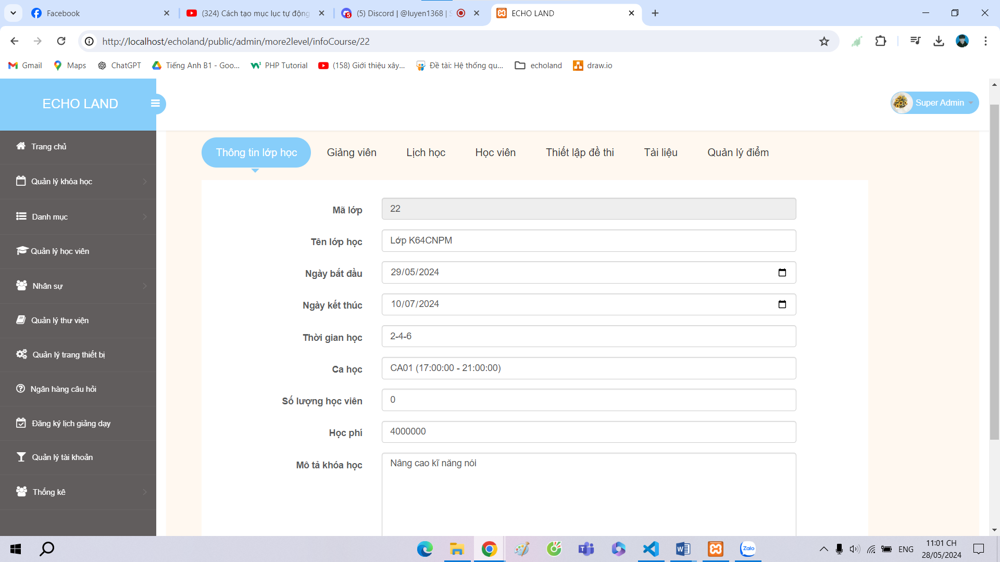 Facebook
(324) Cách tạo mục lục tự động
(5) Discord | @luyen1368 |
ECHO LAND
http://localhost/echoland/public/admin/more2level/infoCourse/22
Gmail
Maps
ChatGPT
Tiếng Anh B1 - Goo...
PHP Tutorial
(158) Giới thiệu xây...
Đề tài: Hệ thống qu...
echoland
draw.io
ECHO LAND
Super Admin
Trang chủ
Quản lý khóa học
Danh mục
Quản lý học viên
Nhân sự
Quản lý thư viện
Quản lý trang thiết bị
Ngân hàng câu hỏi
Đăng ký lịch giảng dạy
Quản lý tài khoản
Thống kê
Thông tin lớp học
Giảng viên
Lịch học
Học viên
Thiết lập đề thi
Tài liệu
Quản lý điểm
Mã lớp
22
Tên lớp học
Lớp K64CNPM
Ngày bắt đầu
29/05/2024
Ngày kết thúc
10/07/2024
Thời gian học
2-4-6
Ca học
CA01 (17:00:00 - 21:00:00)
Số lượng học viên
0
Học phí
4000000
Mô tả khóa học
Nâng cao kĩ năng nói
Zalo
ENG
11:01 CH
28/05/2024